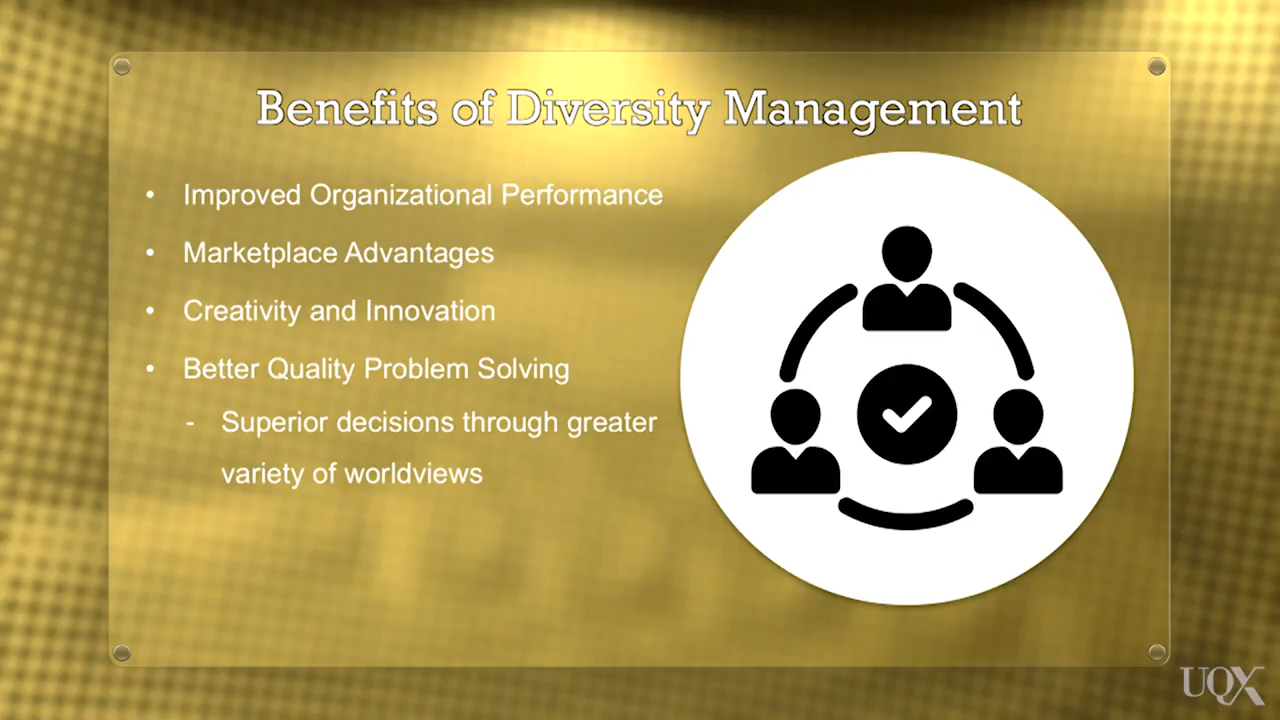 Benefits of Diversity Management
• Improved Organizational Performance
• Marketplace Advantages
• Creativity and Innovation
• Better Quality Problem Solving
- Superior decisions through greater
variety of worldviews
UQX